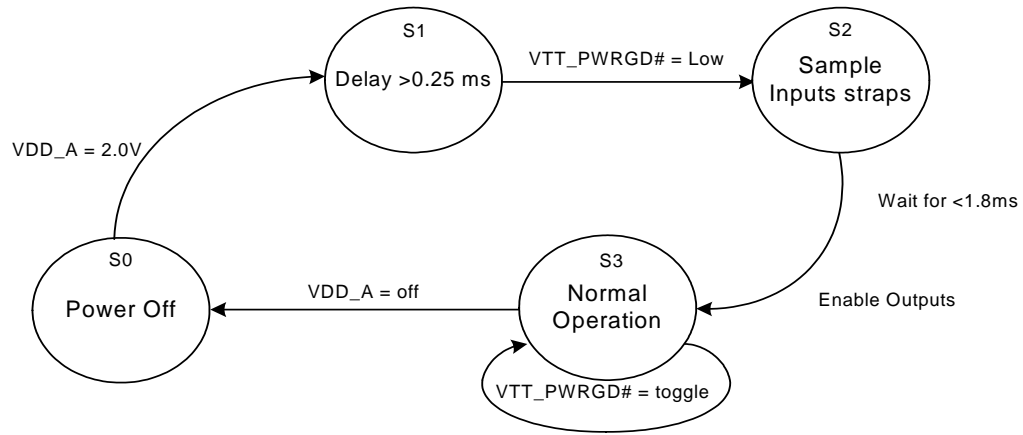 S1
Delay >0.25 ms
VTT_PWRGD# = Low
S2
Sample
Inputs straps
VDD_A = 2.0V
Wait for <1.8ms
S0
Power Off
VDD_A = off
S3
Normal
Operation
Enable Outputs
VTT_PWRGD# = toggle